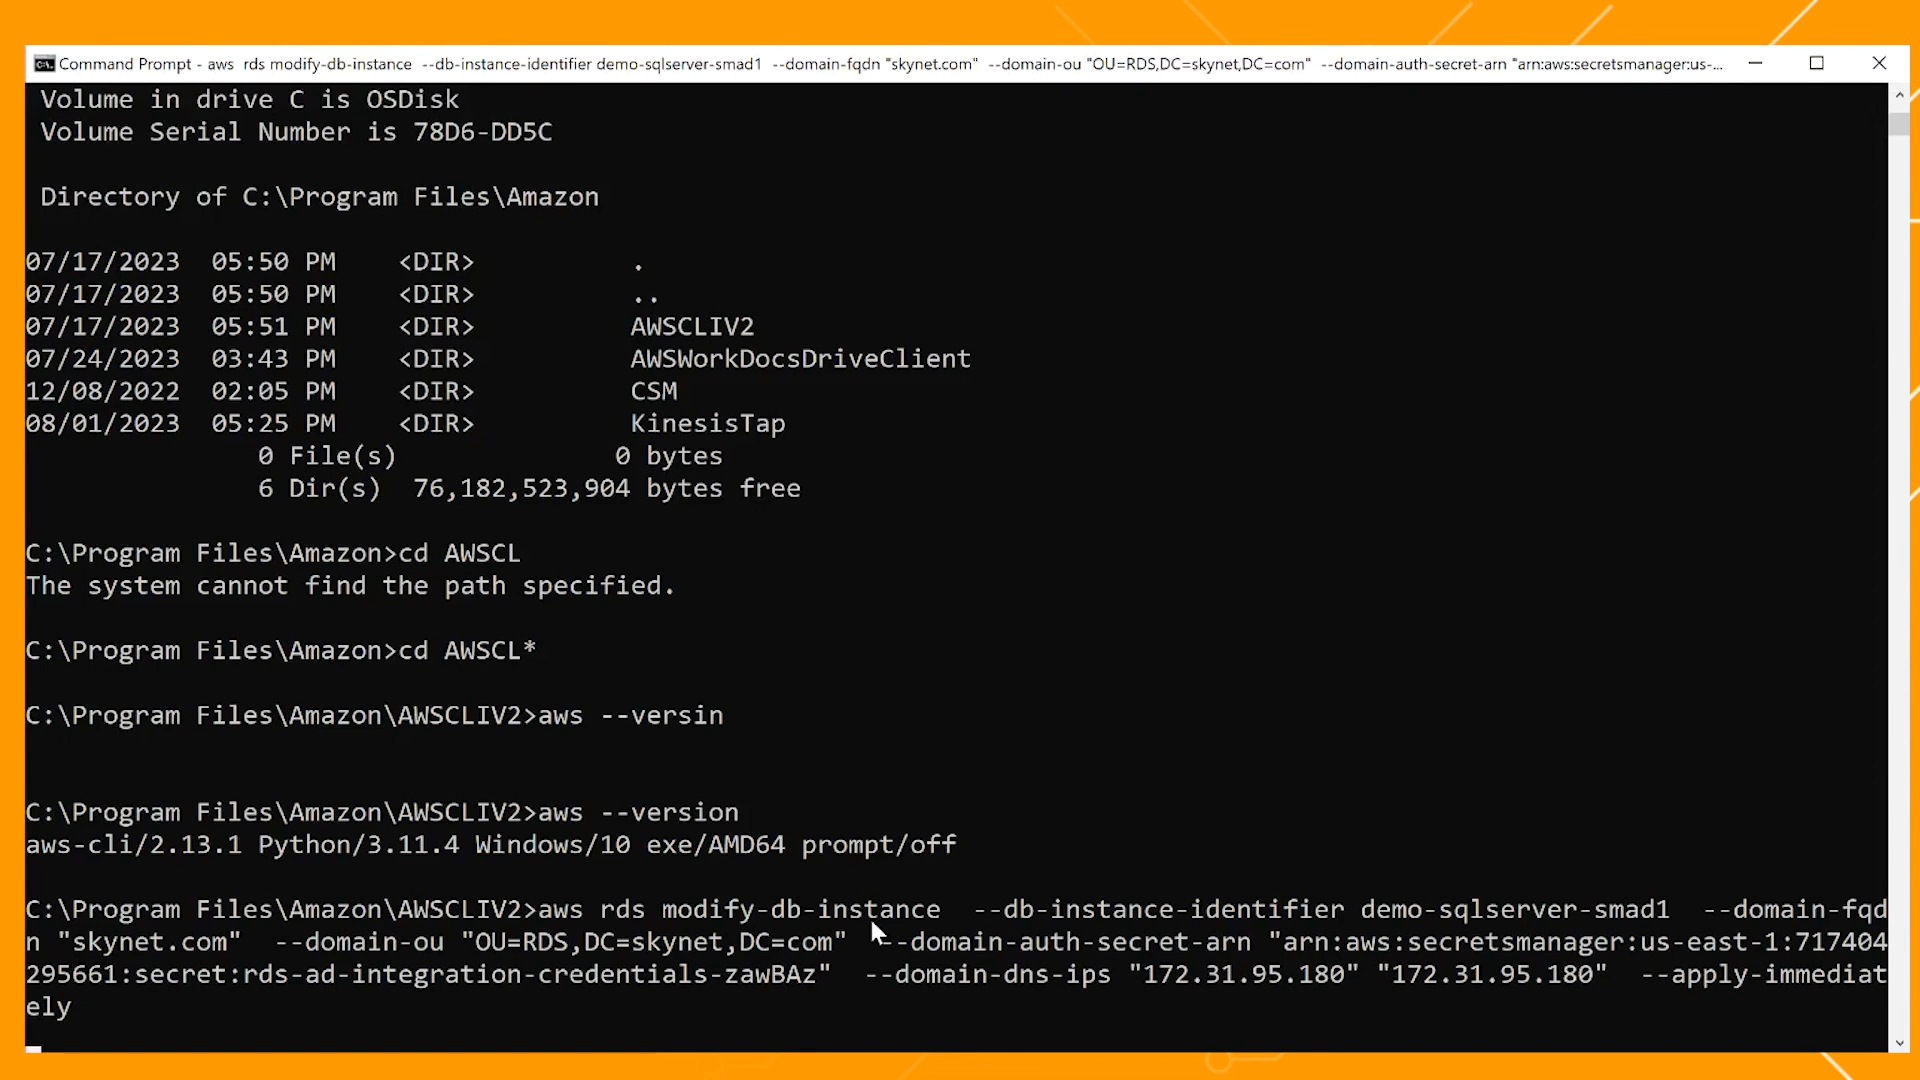 Command Prompt - aws  rds modify-db-instance  --db-instance-identifier demo-sqlserver-smad1  --domain-fqdn "skynet.com"  --domain-ou "OU=RDS,DC=skynet,DC=com"  --domain-auth-secret-arn "arn:aws:secretsmanager:us-...
Volume in drive C is OSDisk
Volume Serial Number is 78D6-DD5C
Directory of C:\Program Files\Amazon
07/17/2023  05:50 PM    <DIR>          .
07/17/2023  05:50 PM    <DIR>          ..
07/17/2023  05:51 PM    <DIR>          AWSCLIV2
07/24/2023  03:43 PM    <DIR>          AWSWorkDocsDriveClient
12/08/2022  02:05 PM    <DIR>          CSM
08/01/2023  05:25 PM    <DIR>          KinesisTap
0 File(s)              0 bytes
6 Dir(s)  76,182,523,904 bytes free
C:\Program Files\Amazon>cd AWSCL
The system cannot find the path specified.
C:\Program Files\Amazon>cd AWSCL*
C:\Program Files\Amazon\AWSCLIV2>aws --versin
C:\Program Files\Amazon\AWSCLIV2>aws --version
aws-cli/2.13.1 Python/3.11.4 Windows/10 exe/AMD64 prompt/off
C:\Program Files\Amazon\AWSCLIV2>aws rds modify-db-instance  --db-instance-identifier demo-sqlserver-smad1  --domain-fqd
n "skynet.com"  --domain-ou "OU=RDS,DC=skynet,DC=com"  --domain-auth-secret-arn "arn:aws:secretsmanager:us-east-1:717404
295661:secret:rds-ad-integration-credentials-zawBAz"  --domain-dns-ips "172.31.95.180" "172.31.95.180"  --apply-immediat
ely